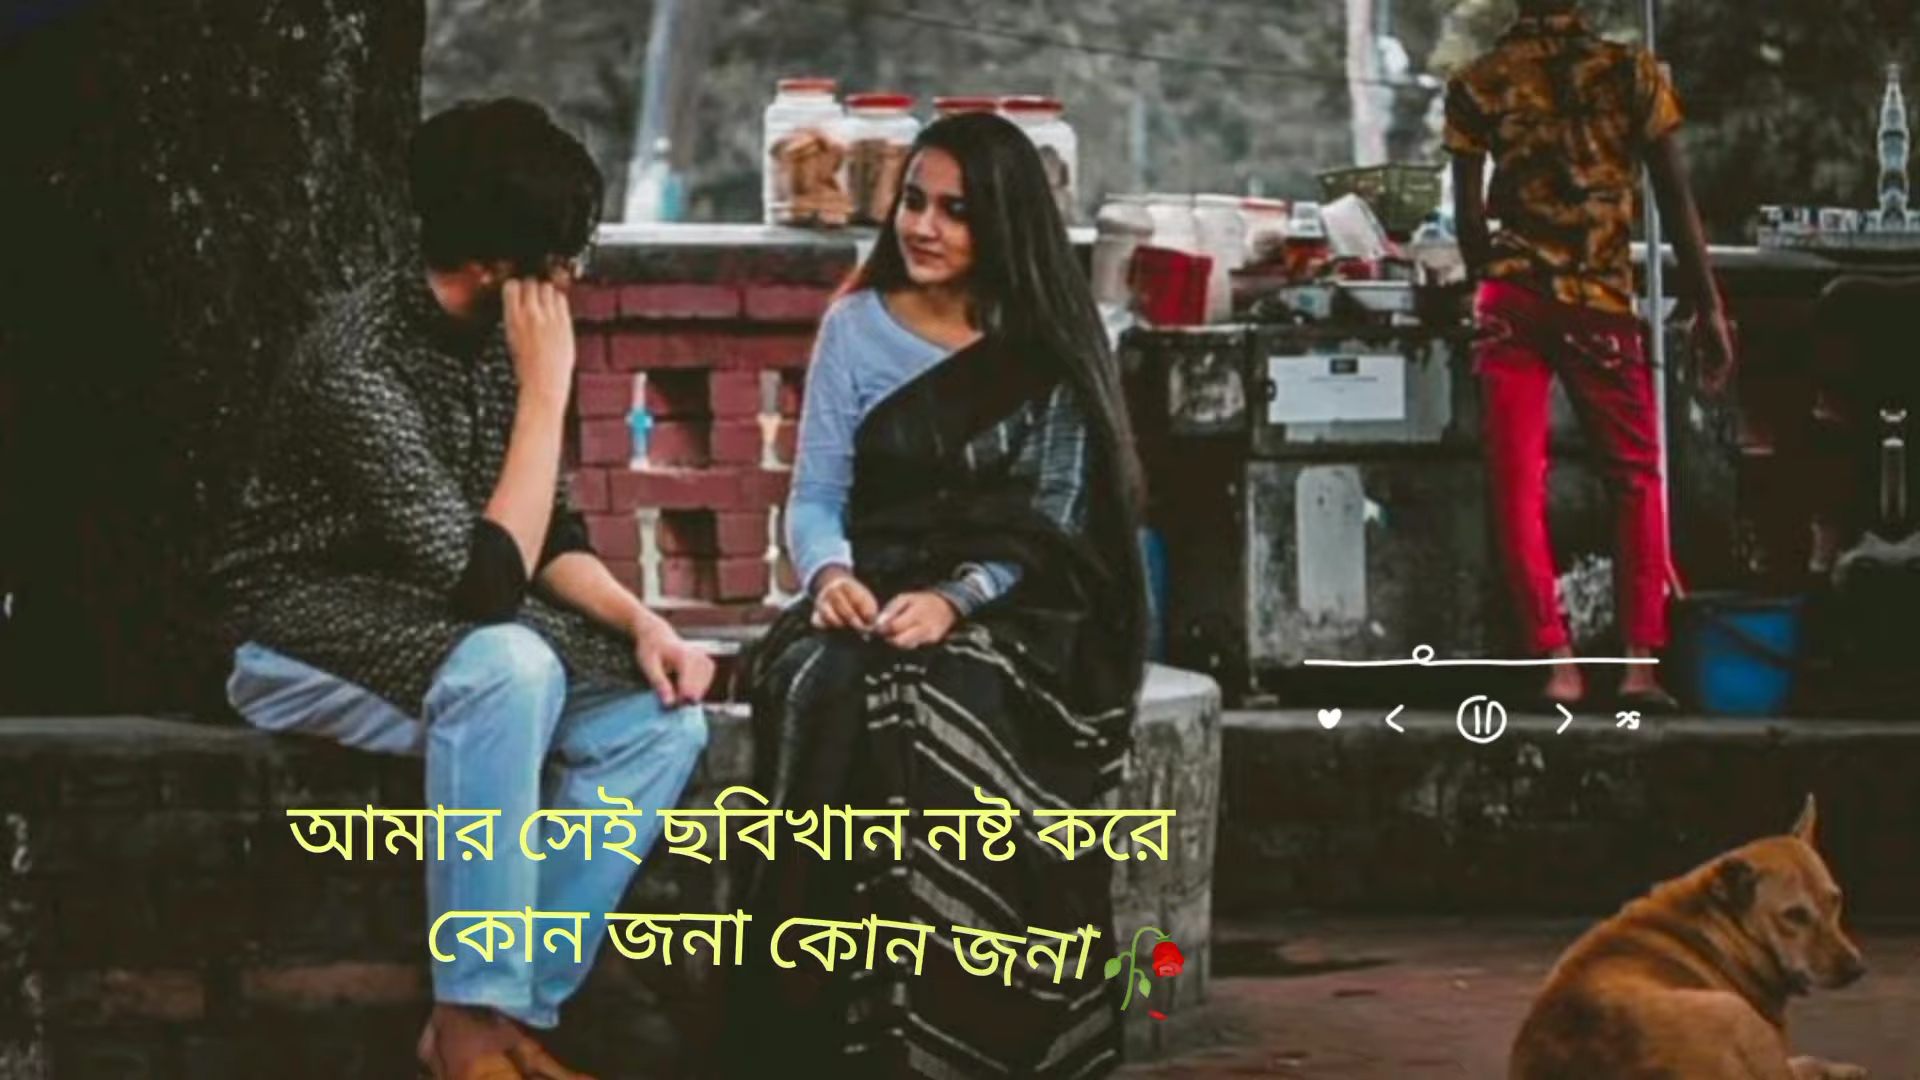 আমার সেই ছবিখান নষ্ট করে
কোন জনা কোন জনা🥀